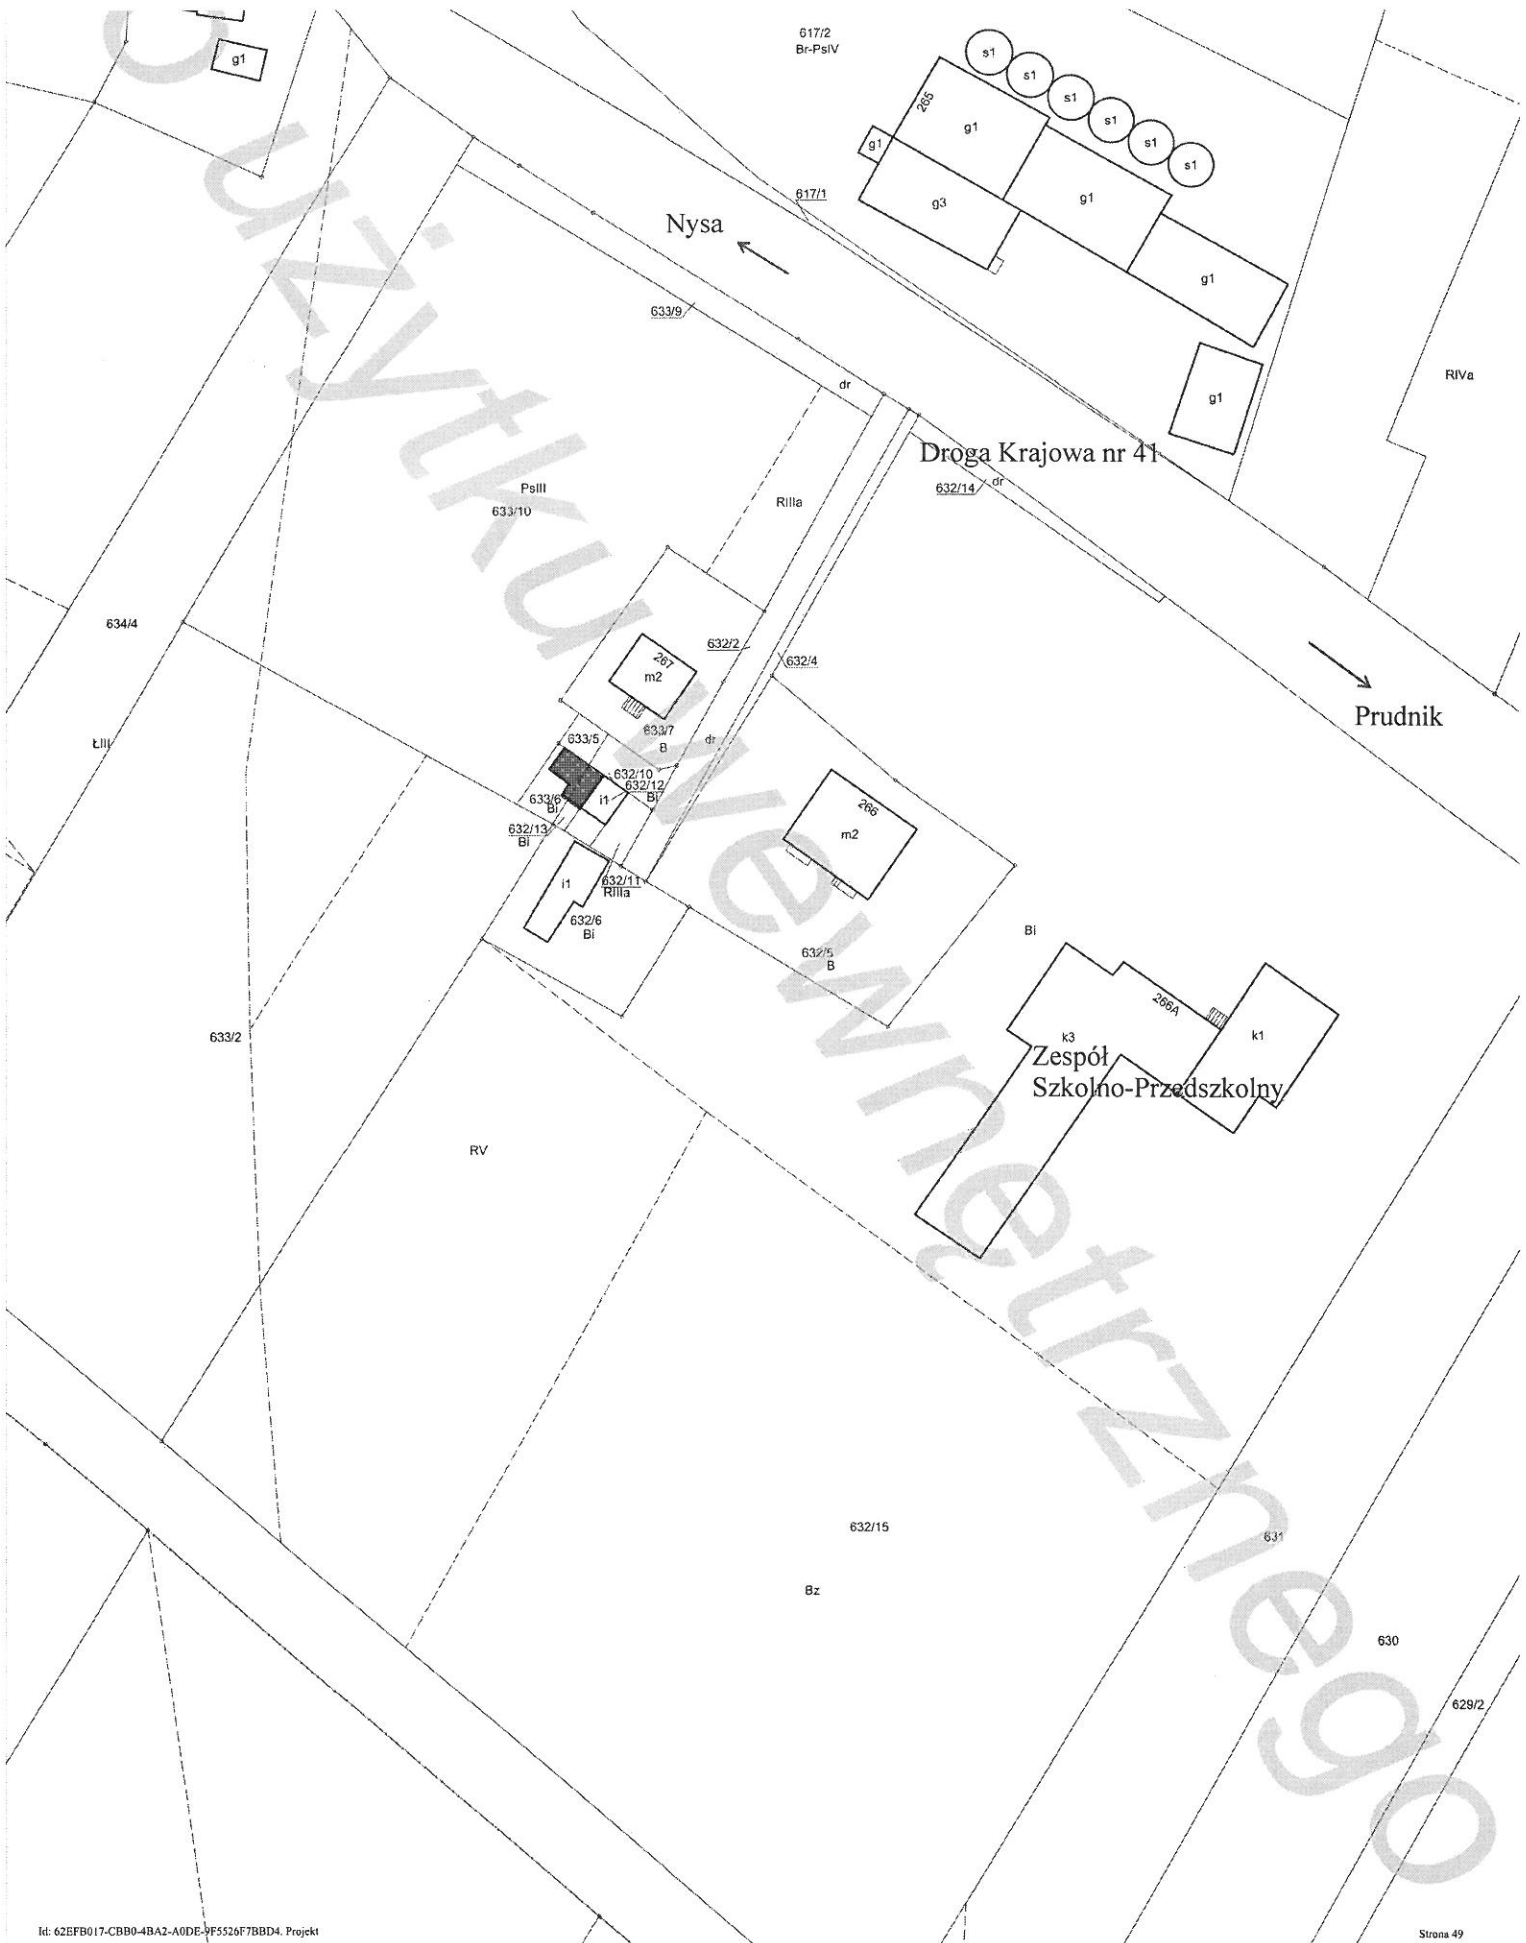 617/2
Br-PsIV
g1
s1
s1
s1
s1
s1
s1
265
g1
g1
g3
g1
617/1
Nysa
g1
633/9
g1
RIVa
dr
Droga Krajowa nr 41
632/14
dr
PsIII
633/10
RIIIa
634/4
632/2
632/4
267
m2
Prudnik
633/7
B
dr
ŁIII
633/5
632/10
632/12
Bi
633/6
Bi
i1
632/13
Bi
266
m2
i1
632/11
RIIIa
632/6
Bi
632/5
B
Bi
266A
k3
k1
633/2
Zespół
Szkolno-Przedszkolny
RV
632/15
631
Bz
630
629/2
o użytku wewnętrznego
Id: 62EFB017-CBB0-4BA2-A0DE-9F5526F7BBD4. Projekt
Strona 49